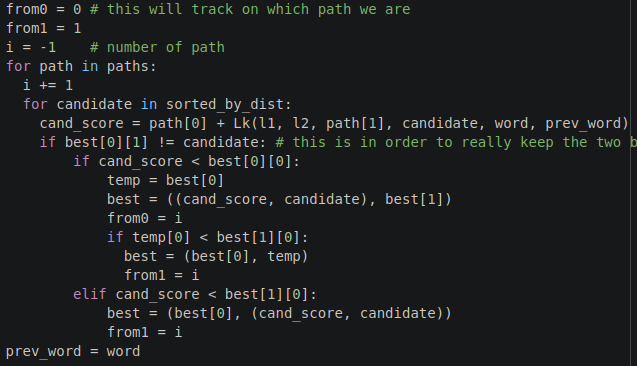 from0 = 0 # this will track on which path we are
from1 = 1
i = -1    # number of path
for path in paths:
  i += 1
  for candidate in sorted_by_dist:
    cand_score = path[0] + Lk(l1, l2, path[1], candidate, word, prev_word)
    if best[0][1] != candidate: # this is in order to really keep the two b
        if cand_score < best[0][0]:
            temp = best[0]
            best = ((cand_score, candidate), best[1])
            from0 = i
            if temp[0] < best[1][0]:
              best = (best[0], temp)
              from1 = i
        elif cand_score < best[1][0]:
            best = (best[0], (cand_score, candidate))
            from1 = i
prev_word = word